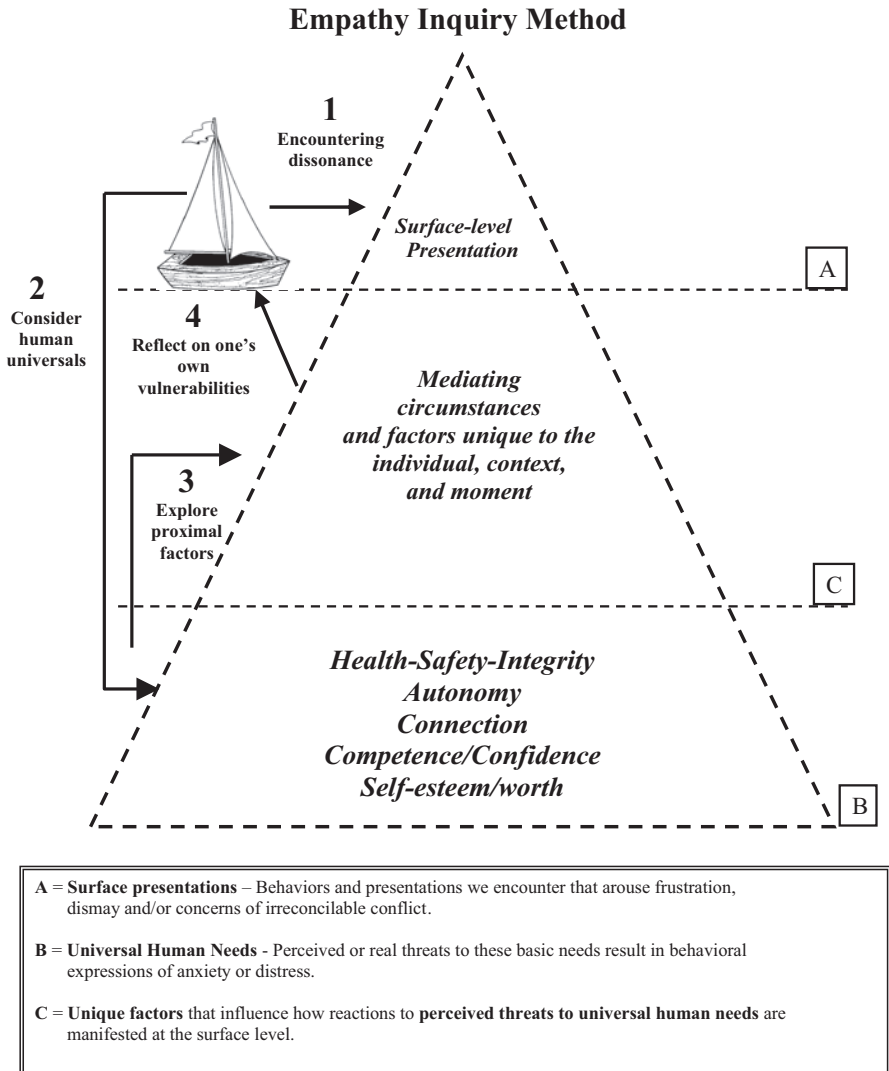 Empathy Inquiry Method
1
Encountering
dissonance
Surface-level
Presentation
A
2
Consider
human
universals
4
Reflect on one's
own
vulnerabilities
Mediating
circumstances
and factors unique to the
individual, context,
and moment
3
Explore
proximal
factors
C
Health-Safety-Integrity
Autonomy
Connection
Competence/Confidence
Self-esteem/worth
B
A = Surface presentations – Behaviors and presentations we encounter that arouse frustration,
dismay and/or concerns of irreconcilable conflict.
B = Universal Human Needs - Perceived or real threats to these basic needs result in behavioral
expressions of anxiety or distress.
C = Unique factors that influence how reactions to perceived threats to universal human needs are
manifested at the surface level.